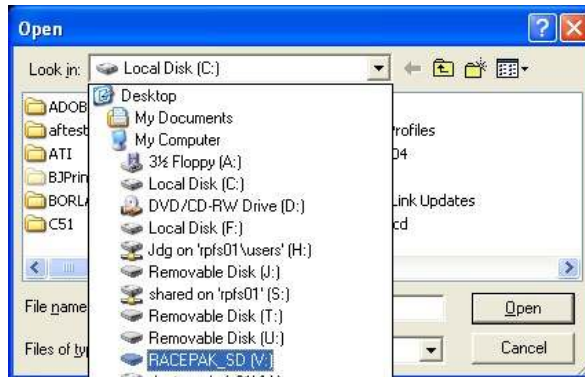 Open
Look in: Local Disk (C:)
Desktop
My Documents
My Computer
3½ Floppy (A:)
Local Disk (C:)
DVD/CD-RW Drive (D:)
Local Disk (F:)
Jdg on 'rpfs01\users' (H:)
Removable Disk (J:)
shared on 'rpfs01' (S:)
Removable Disk (T:)
Removable Disk (U:)
RACEPAK_SD (V:)
ADOB
aftest
ATI
BJPrin
BORL
C51
rofiles
04
Link Updates
cd
File name
Open
Files of ty
Cancel